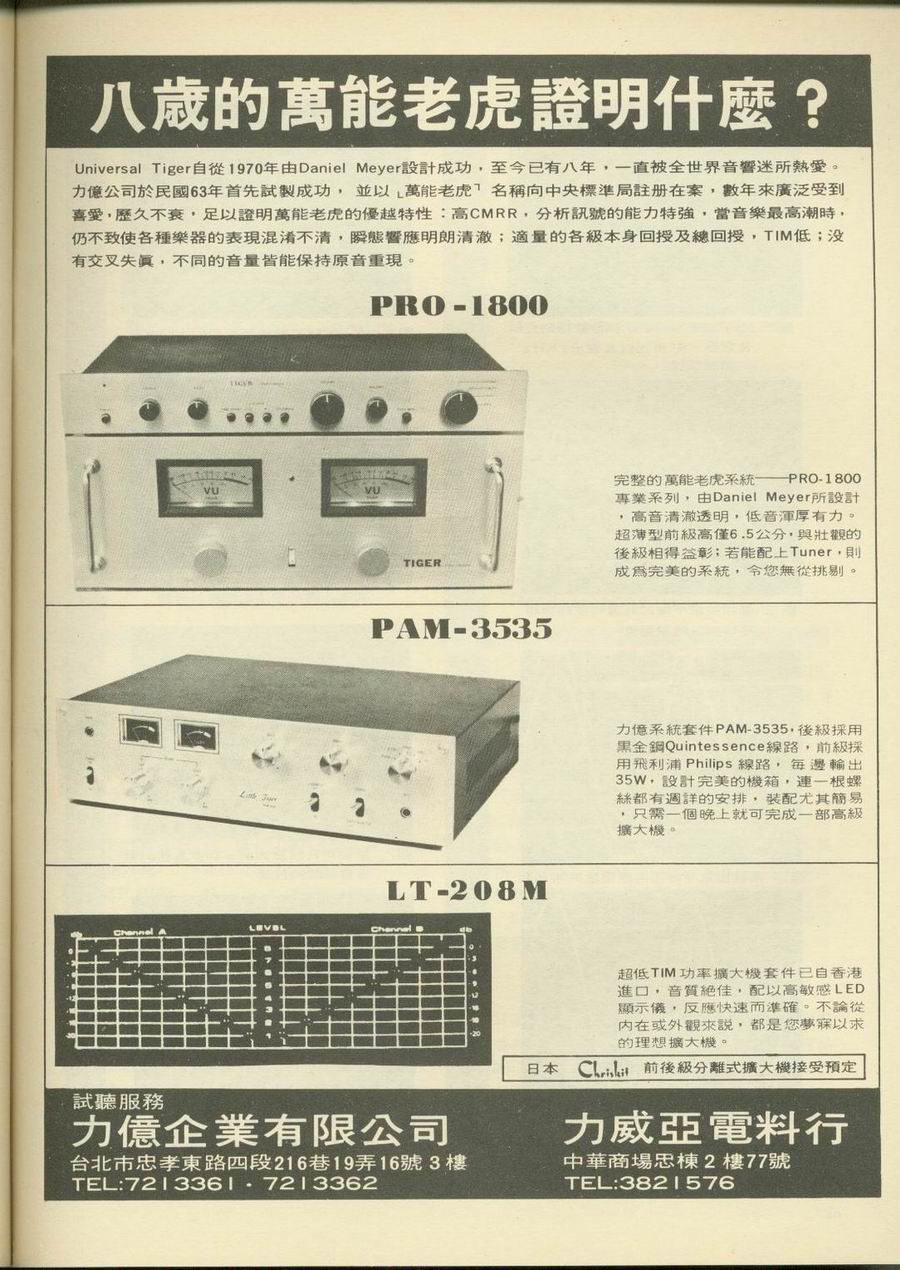 八歲的萬能老虎證明什麼？
Universal Tiger自從1970年由Daniel Meyer設計成功，至今已有八年，一直被全世界音響迷所熱愛。
力億公司於民國63年首先試製成功， 並以「萬能老虎」名稱向中央標準局註册在案，數年來廣泛受到
喜愛，歷久不衰，足以證明萬能老虎的優越特性：高CMRR，分析訊號的能力特強，當音樂最高潮時，
仍不致使各種樂器的表現混淆不清，瞬態響應明朗清澈；適量的各級本身回授及總回授，TIM低；没
有交叉失眞，不同的音量皆能保持原音重現。
PRO-1800
TIGER
VU
VU
TIGER
完整的萬能老虎系統——PRO-1800
專業系列，由Daniel Meyer所設計
，高音清澈透明，低音渾厚有力。
超薄型前級高僅6.5公分，與壯觀的
後級相得益彰；若能配上Tuner，則
成爲完美的系統，令您無從挑剔。
PAM-3535
Little Tiger
力億系統套件PAM-3535，後級採用
黑金鋼Quintessence線路，前級採
用飛利浦Philips線路，每邊輸出
35W，設計完美的機箱，連一根螺
絲都有週詳的安排，裝配尤其簡易
，只需一個晚上就可完成一部高級
擴大機。
LT-208M
db Channel A LEVEL Channel B db
超低TIM功率擴大機套件已自香港
進口，音質絶佳，配以高敏感LED
顯示儀，反應快速而準確。不論從
内在或外觀來説，都是您夢寐以求
的理想擴大機。
日本 Chriskit 前後級分離式擴大機接受預定
試聽服務
力億企業有限公司
台北市忠孝東路四段216巷19弄16號3樓
TEL:7213361·7213362
力威亞電料行
中華商場忠棟2樓77號
TEL:3821576